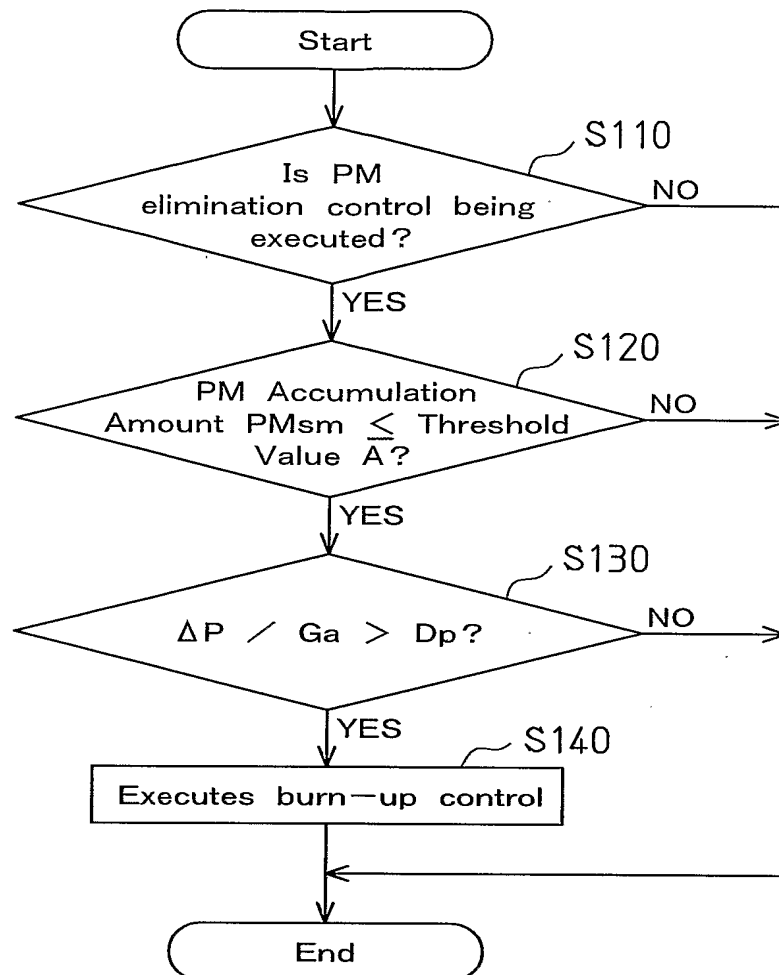 Start
S110
Is PM
elimination control being
executed?
NO
YES
S120
PM Accumulation
Amount PMsm ≤ Threshold
Value A?
NO
YES
S130
ΔP / Ga > Dp?
NO
YES
S140
Executes burn-up control
End